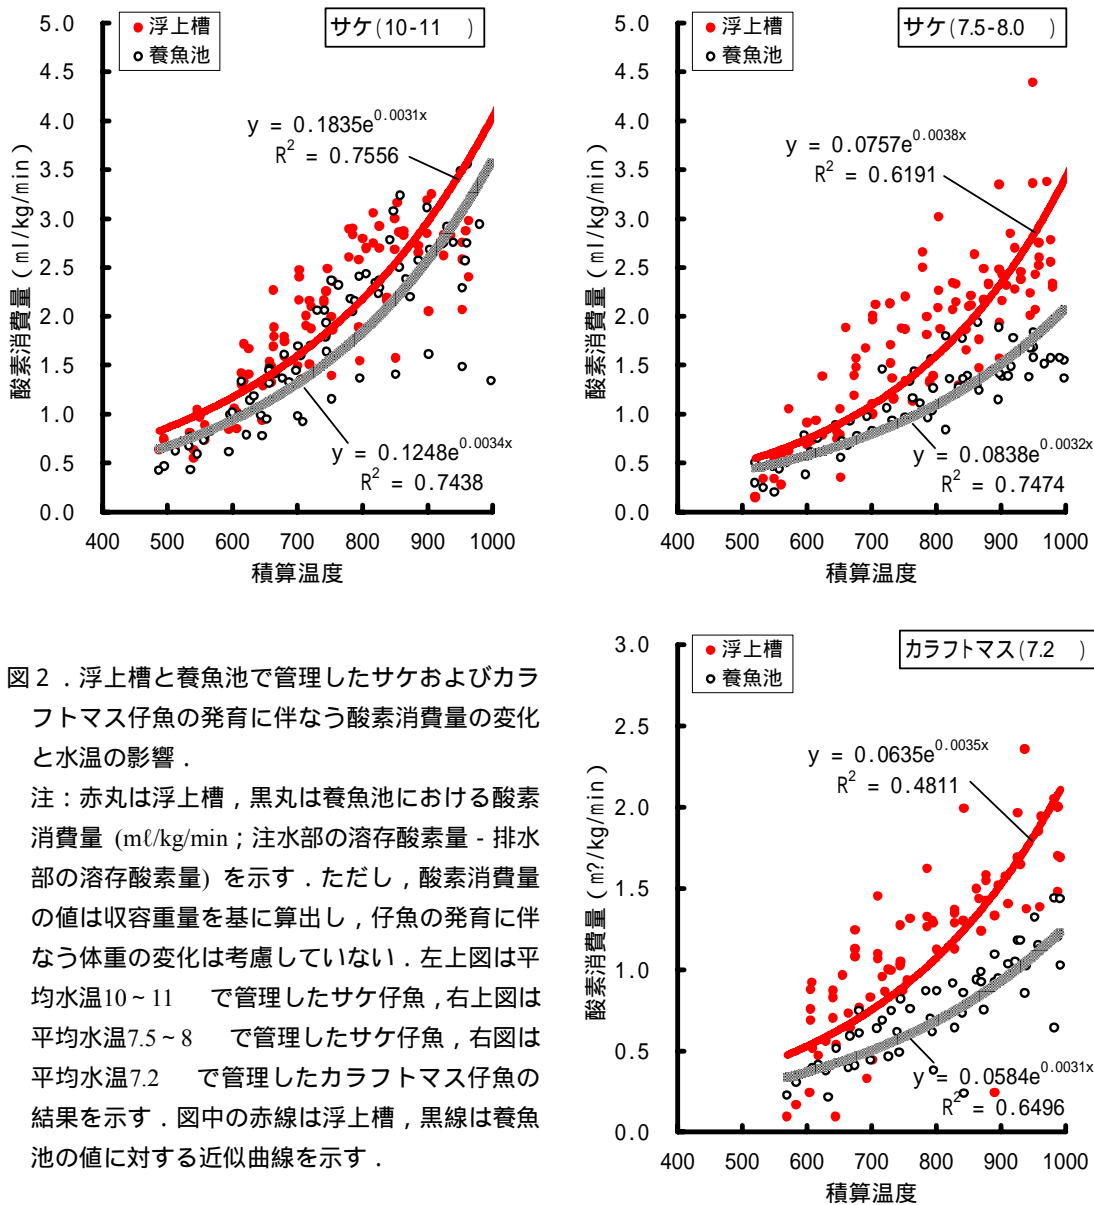 浮上槽
養魚池
サケ(10-11　)
5.0
4.5
4.0
3.5
3.0
2.5
2.0
1.5
1.0
0.5
0.0
酸素消費量(ml/kg/min)
y = 0.1835e^0.0031x
R² = 0.7556
y = 0.1248e^0.0034x
R² = 0.7438
400 500 600 700 800 900 1000
積算温度
浮上槽
養魚池
サケ(7.5-8.0　)
5.0
4.5
4.0
3.5
3.0
2.5
2.0
1.5
1.0
0.5
0.0
酸素消費量(ml/kg/min)
y = 0.0757e^0.0038x
R² = 0.6191
y = 0.0838e^0.0032x
R² = 0.7474
400 500 600 700 800 900 1000
積算温度
図2．浮上槽と養魚池で管理したサケおよびカラ
フトマス仔魚の発育に伴なう酸素消費量の変化
と水温の影響．
注：赤丸は浮上槽，黒丸は養魚池における酸素
消費量 (mℓ/kg/min；注水部の溶存酸素量 - 排水
部の溶存酸素量) を示す．ただし，酸素消費量
の値は収容重量を基に算出し，仔魚の発育に伴
なう体重の変化は考慮していない．左上図は平
均水温10～11　で管理したサケ仔魚，右上図は
平均水温7.5～8　で管理したサケ仔魚，右図は
平均水温7.2　で管理したカラフトマス仔魚の
結果を示す．図中の赤線は浮上槽，黒線は養魚
池の値に対する近似曲線を示す．
浮上槽
養魚池
カラフトマス(7.2　)
3.0
2.5
2.0
1.5
1.0
0.5
0.0
酸素消費量(m?/kg/min)
y = 0.0635e^0.0035x
R² = 0.4811
y = 0.0584e^0.0031x
R² = 0.6496
400 500 600 700 800 900 1000
積算温度